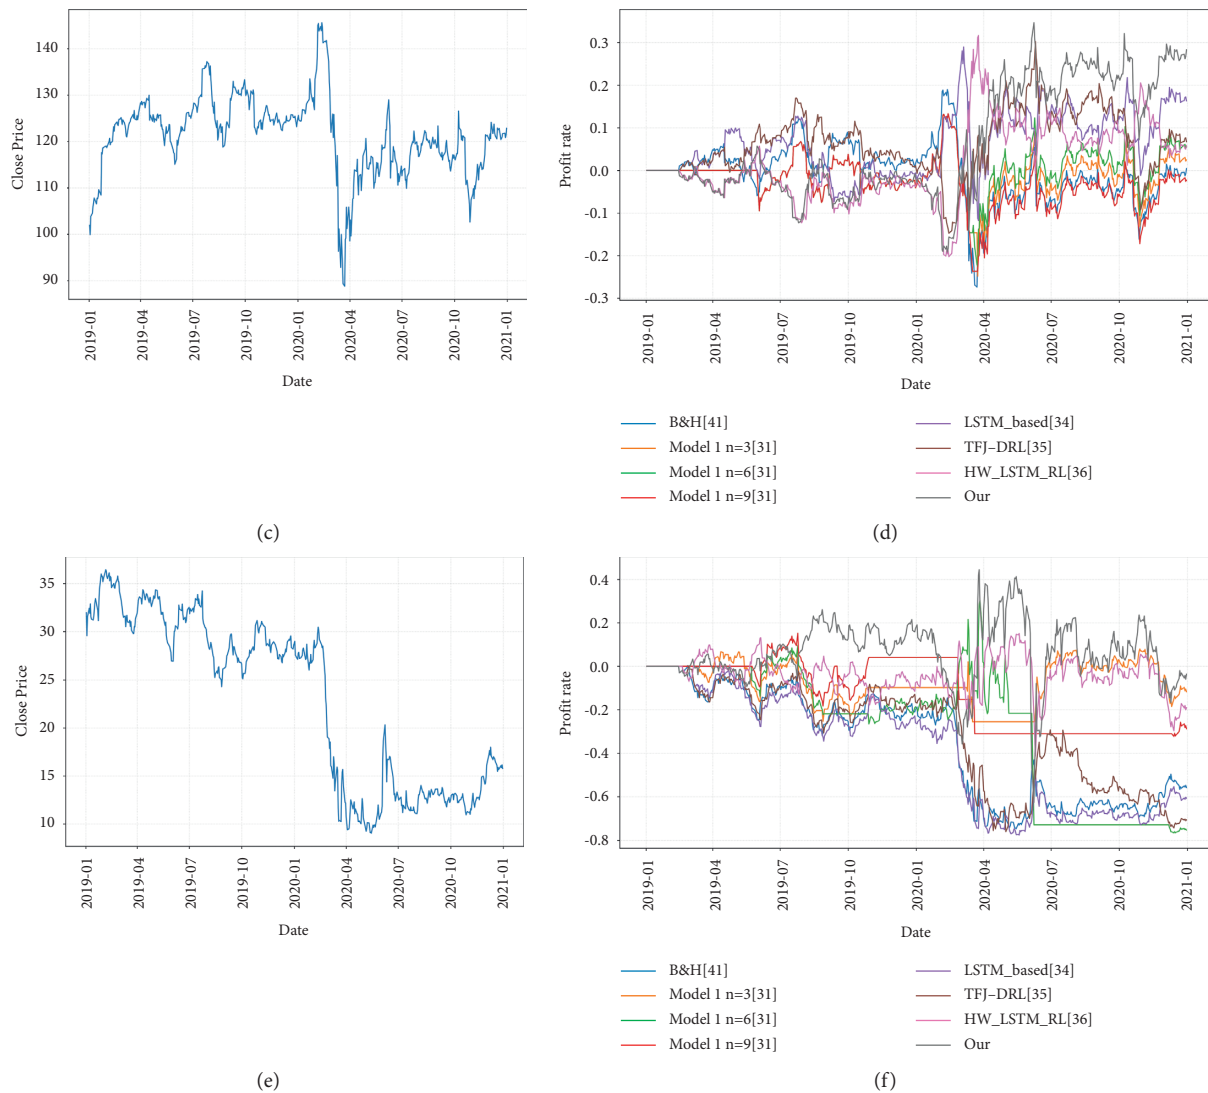 140
130
120
110
100
90
Close Price
2019-01
2019-04
2019-07
2019-10
2020-01
2020-04
2020-07
2020-10
2021-01
Date
(c)
0.3
0.2
0.1
0.0
-0.1
-0.2
-0.3
Profit rate
2019-01
2019-04
2019-07
2019-10
2020-01
2020-04
2020-07
2020-10
2021-01
Date
B&H[41]
Model 1 n=3[31]
Model 1 n=6[31]
Model 1 n=9[31]
LSTM_based[34]
TFJ-DRL[35]
HW_LSTM_RL[36]
Our
(d)
35
30
25
20
15
10
Close Price
2019-01
2019-04
2019-07
2019-10
2020-01
2020-04
2020-07
2020-10
2021-01
Date
(e)
0.4
0.2
0.0
-0.2
-0.4
-0.6
-0.8
Profit rate
2019-01
2019-04
2019-07
2019-10
2020-01
2020-04
2020-07
2020-10
2021-01
Date
B&H[41]
Model 1 n=3[31]
Model 1 n=6[31]
Model 1 n=9[31]
LSTM_based[34]
TFJ-DRL[35]
HW_LSTM_RL[36]
Our
(f)